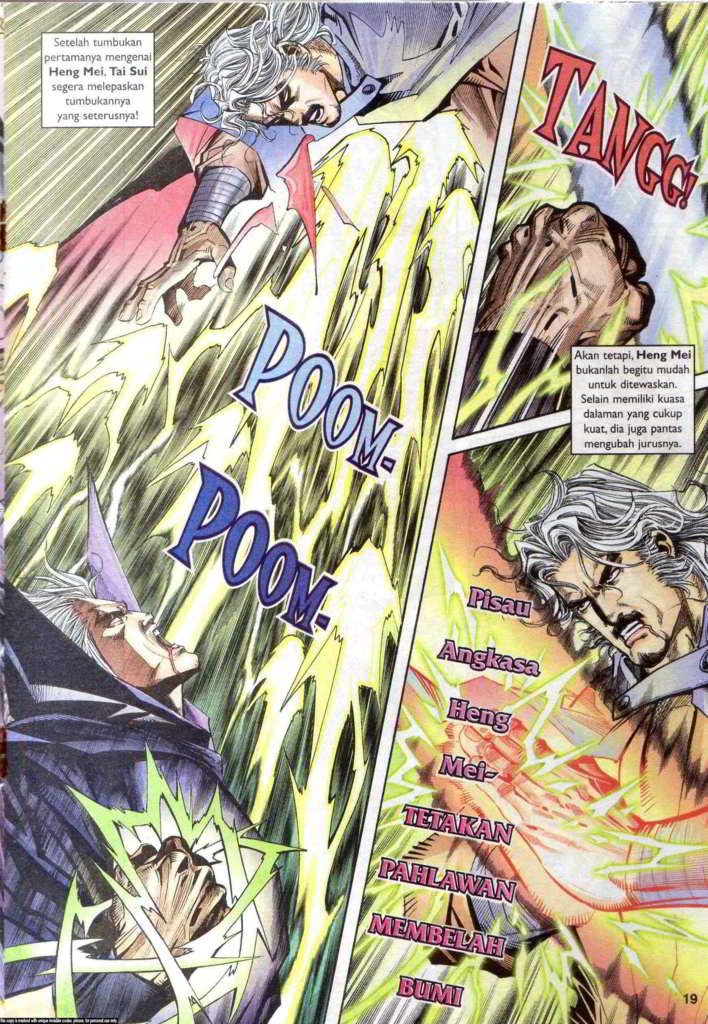 Setelah tumbukan
pertamanya mengenai
Heng Mei, Tai Sui
segera melepaskan
tumbukannya
yang seterusnya!
TANGG!
POOM-
POOM-
Akan tetapi, Heng Mei
bukanlah begitu mudah
untuk ditewaskan.
Selain memiliki kuasa
dalaman yang cukup
kuat, dia juga pantas
mengubah jurusnya.
Pisau
Angkasa
Heng
Mei-
TETAKAN
PAHLAWAN
MEMBELAH
BUMI
19